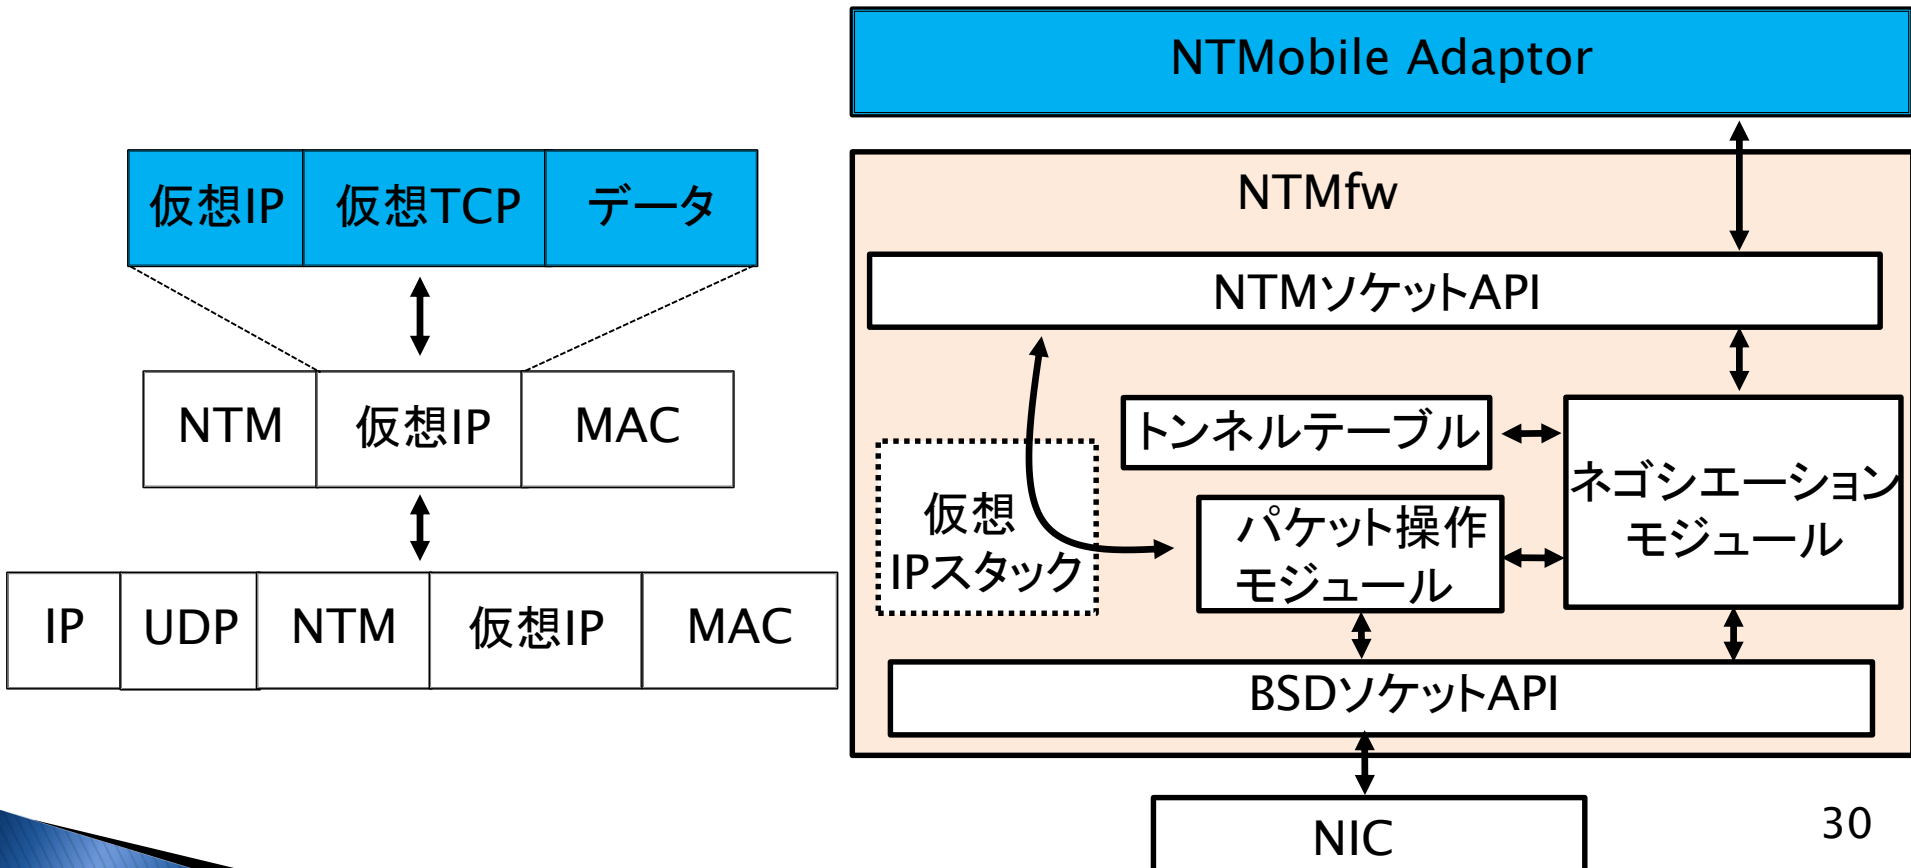 NTMobile Adaptor
仮想IP 仮想TCP データ
NTM 仮想IP MAC
IP UDP NTM 仮想IP MAC
NTMfw
NTMソケットAPI
トンネルテーブル
ネゴシエーション
モジュール
仮想
IPスタック
パケット操作
モジュール
BSDソケットAPI
NIC
30